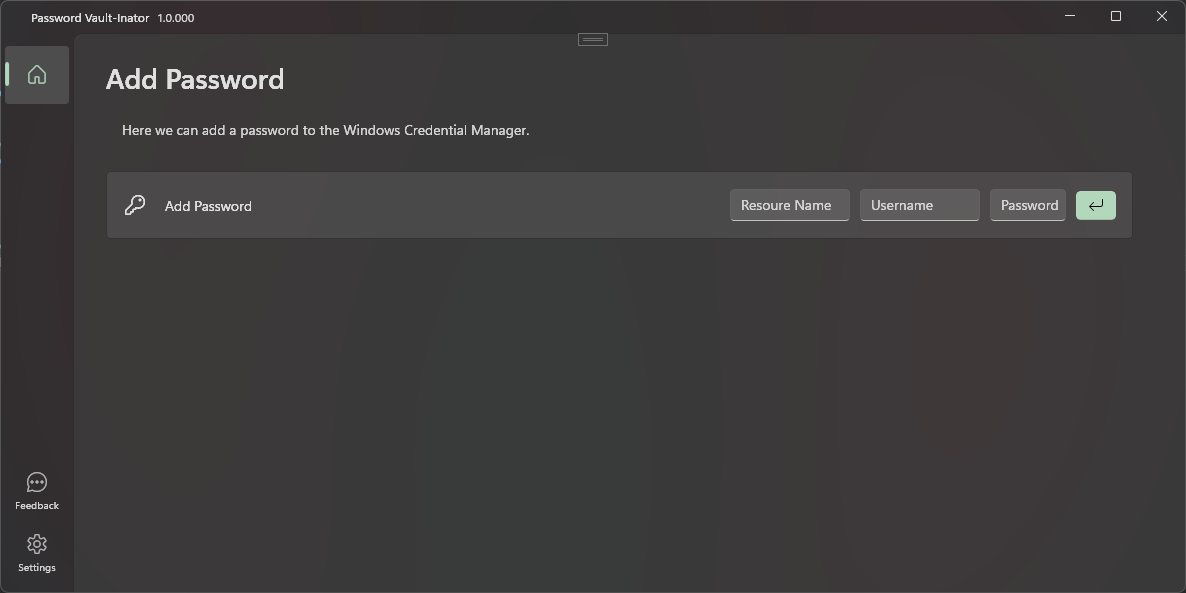 Password Vault-Inator 1.0.000
Add Password
Here we can add a password to the Windows Credential Manager.
Add Password
Resoure Name
Username
Password
Feedback
Settings